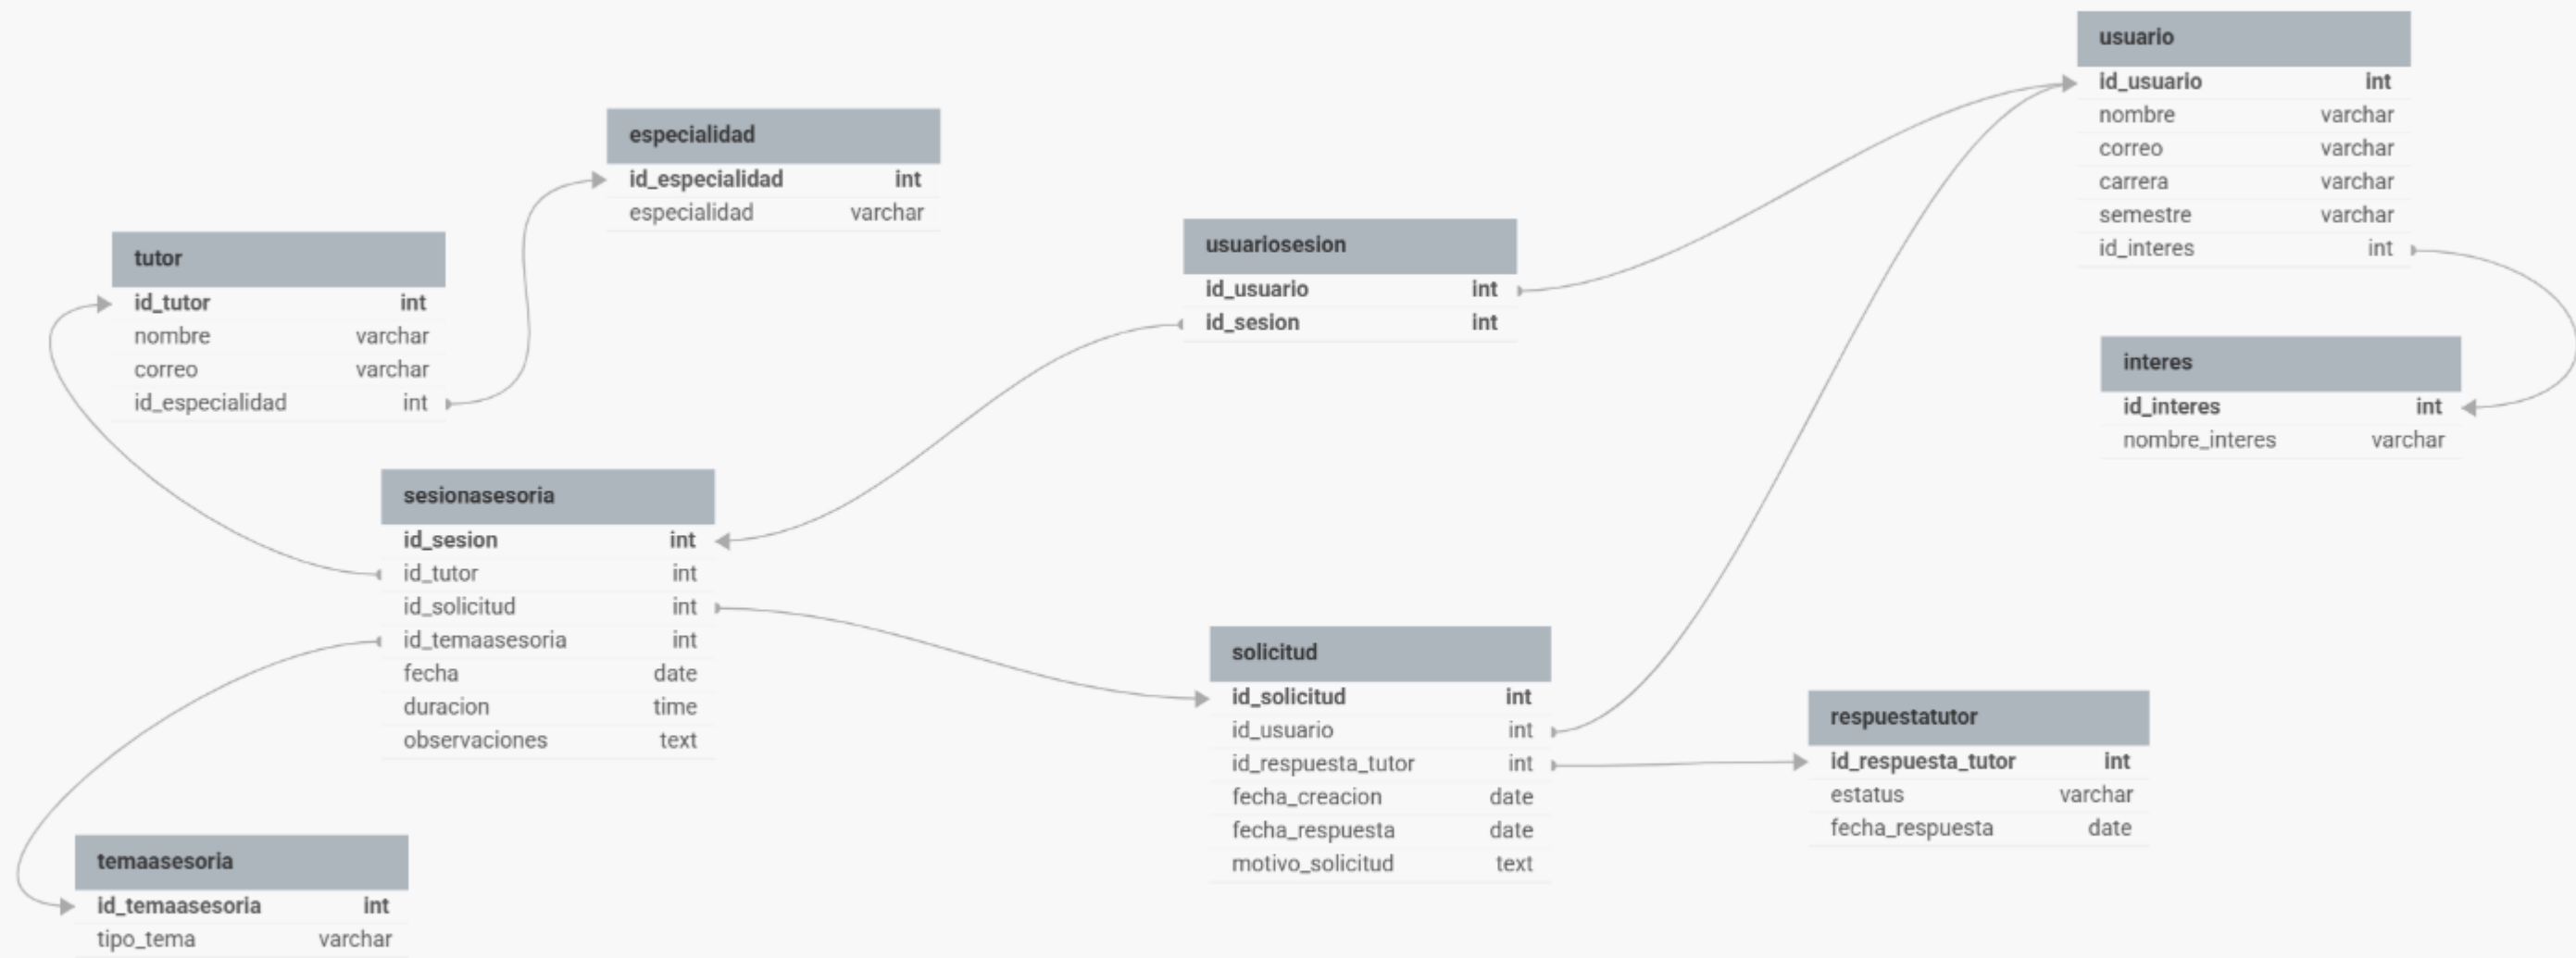 usuario
id_usuario int
nombre varchar
correo varchar
carrera varchar
semestre varchar
id_interes int
especialidad
id_especialidad int
especialidad varchar
tutor
id_tutor int
nombre varchar
correo varchar
id_especialidad int
usuariosesion
id_usuario int
id_sesion int
interes
id_interes int
nombre_interes varchar
sesionasesoria
id_sesion int
id_tutor int
id_solicitud int
id_temaasesoria int
fecha date
duracion time
observaciones text
solicitud
id_solicitud int
id_usuario int
id_respuesta_tutor int
fecha_creacion date
fecha_respuesta date
motivo_solicitud text
respuestatutor
id_respuesta_tutor int
estatus varchar
fecha_respuesta date
temaasesoria
id_temaasesoria int
tipo_tema varchar